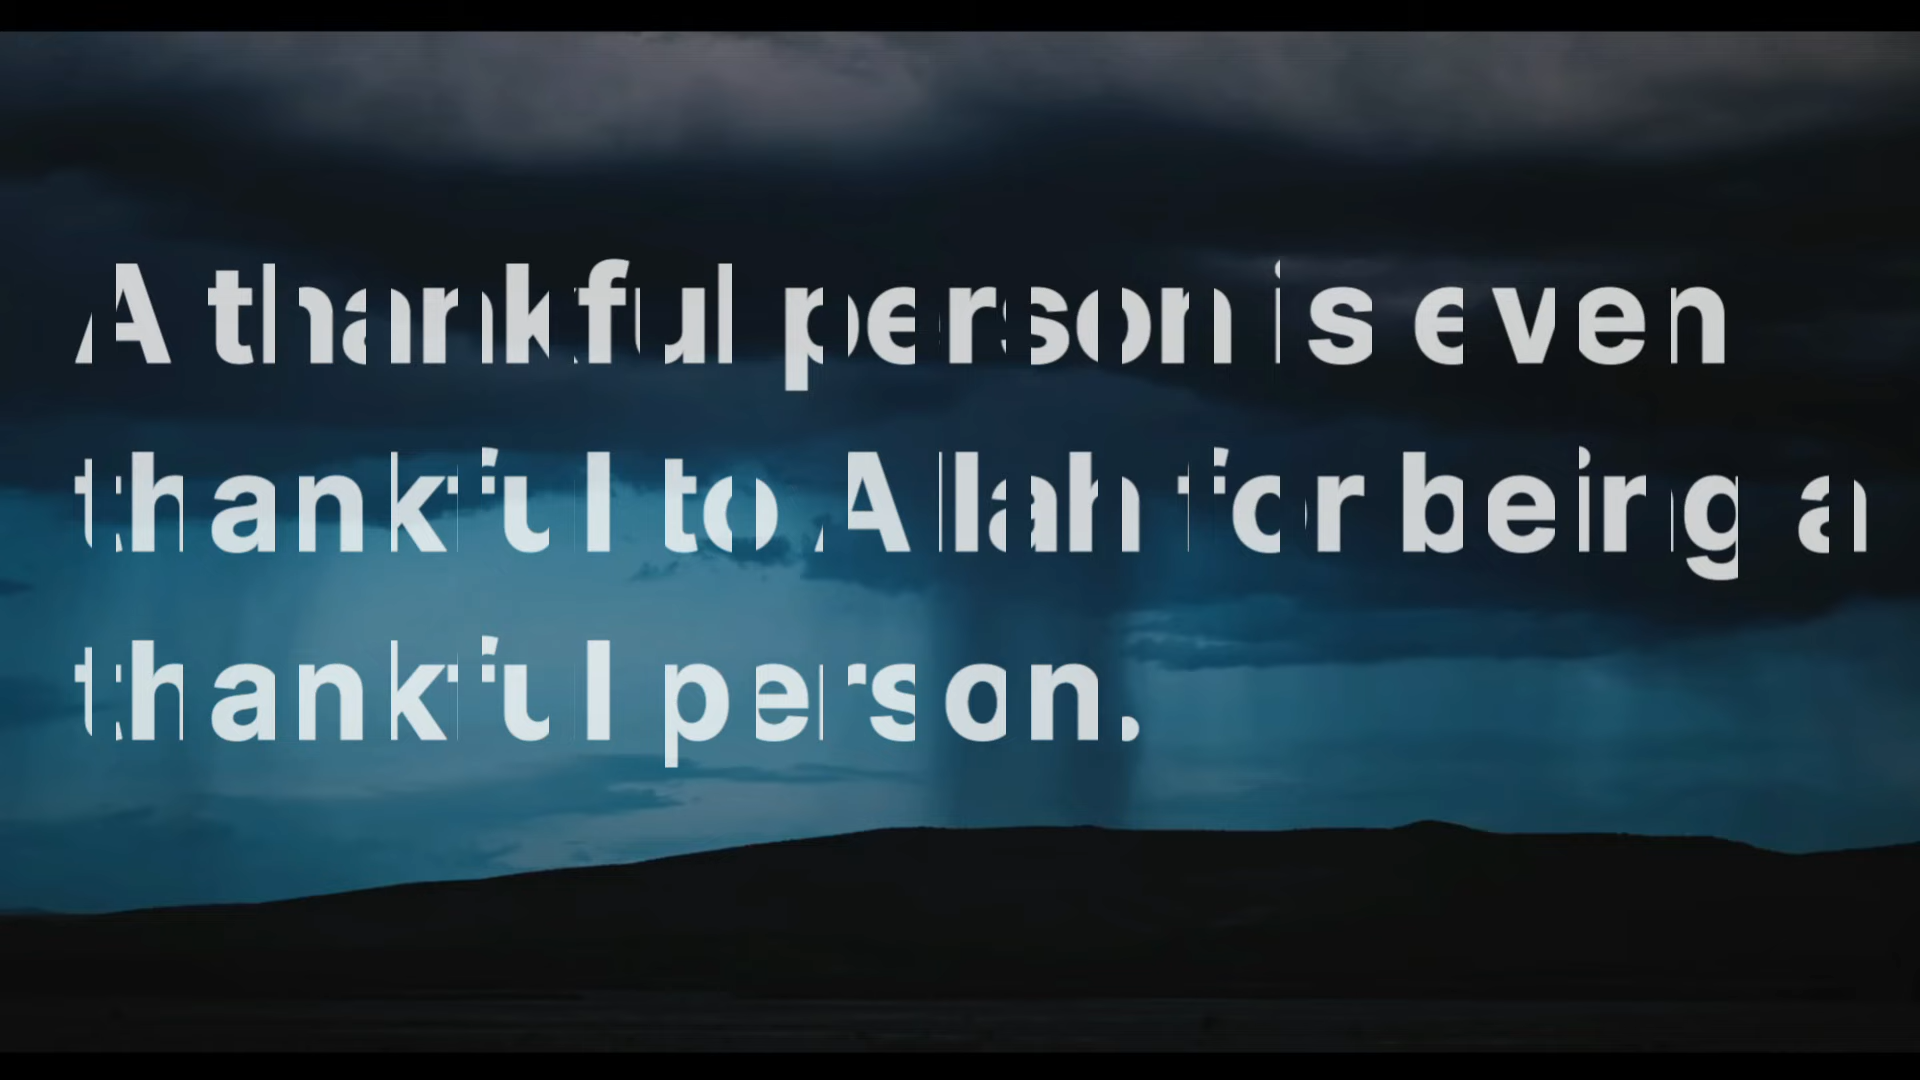 A thankful person is even
thankful to Allah for being a
thankful person.